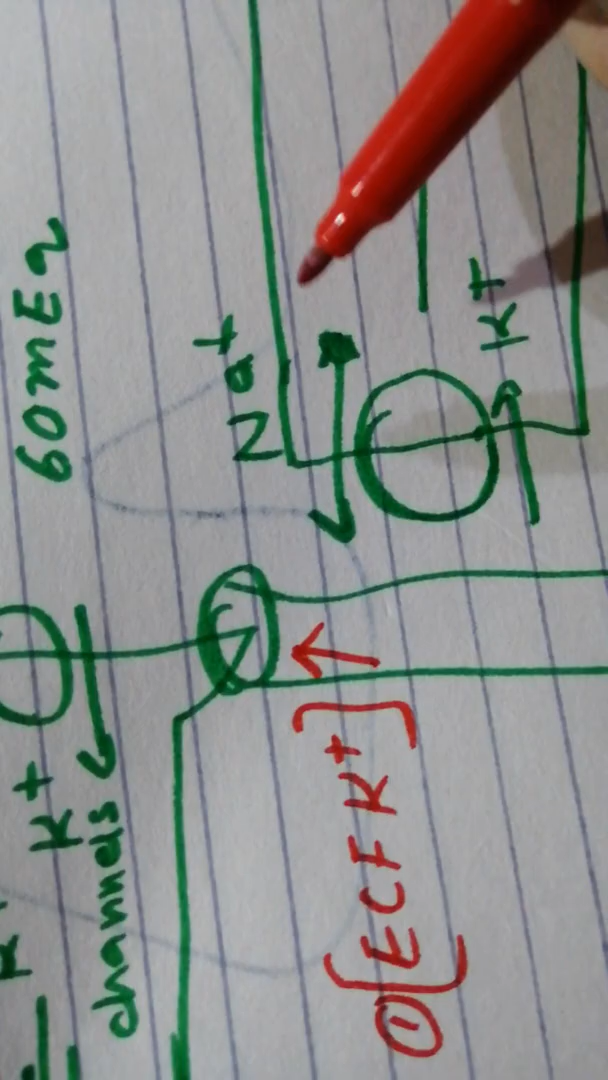 60mEq
Na+
K+
K+
channels
K+
① [ECF K+] ↑